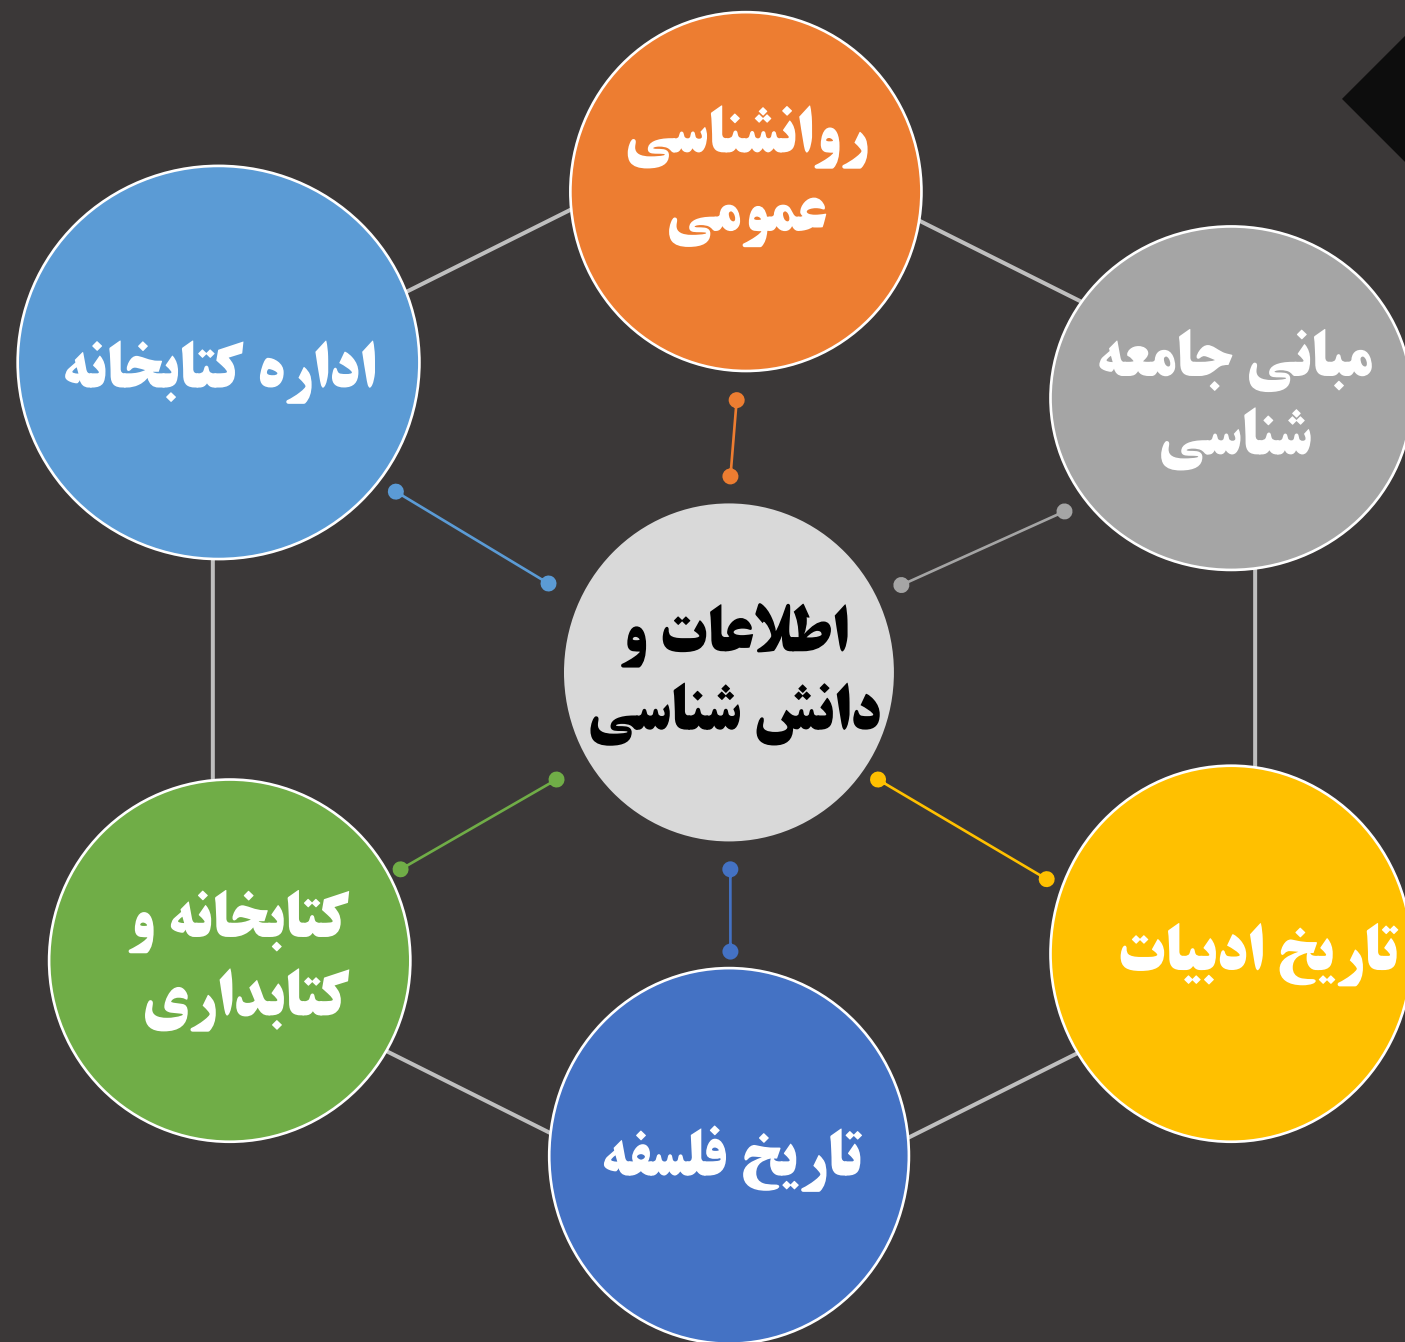 روانشناسی
عمومی
مبانی جامعه
شناسی
اداره کتابخانه
اطلاعات و
دانش شناسی
تاریخ ادبیات
کتابخانه و
کتابداری
تاریخ فلسفه